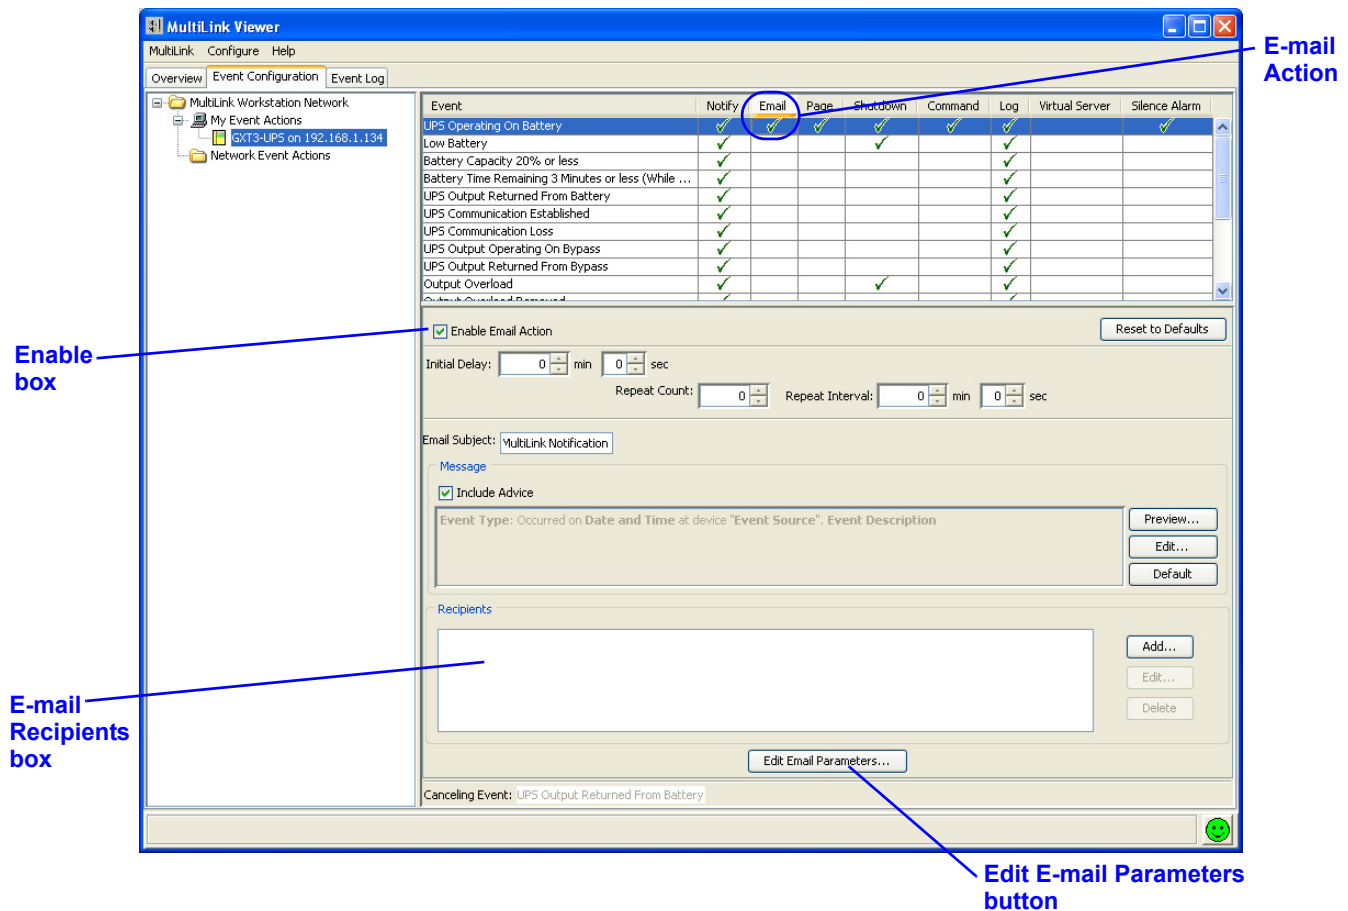 MultiLink Viewer
MultiLink Configure Help
Overview Event Configuration Event Log
MultiLink Workstation Network
My Event Actions
GXT3-UPS on 192.168.1.134
Network Event Actions
Event Notify Email Page Shutdown Command Log Virtual Server Silence Alarm
UPS Operating On Battery
Low Battery
Battery Capacity 20% or less
Battery Time Remaining 3 Minutes or less (While ...
UPS Output Returned From Battery
UPS Communication Established
UPS Communication Loss
UPS Output Operating On Bypass
UPS Output Returned From Bypass
Output Overload
Output Overload Removed
Enable Email Action
Reset to Defaults
Initial Delay: 0 min 0 sec
Repeat Count: 0 Repeat Interval: 0 min 0 sec
Email Subject: MultiLink Notification
Message
Include Advice
Event Type: Occurred on Date and Time at device "Event Source". Event Description
Preview...
Edit...
Default
Recipients
Add...
Edit...
Delete
Edit Email Parameters...
Canceling Event: UPS Output Returned From Battery
E-mail
Action
Enable
box
E-mail
Recipients
box
Edit E-mail Parameters
button